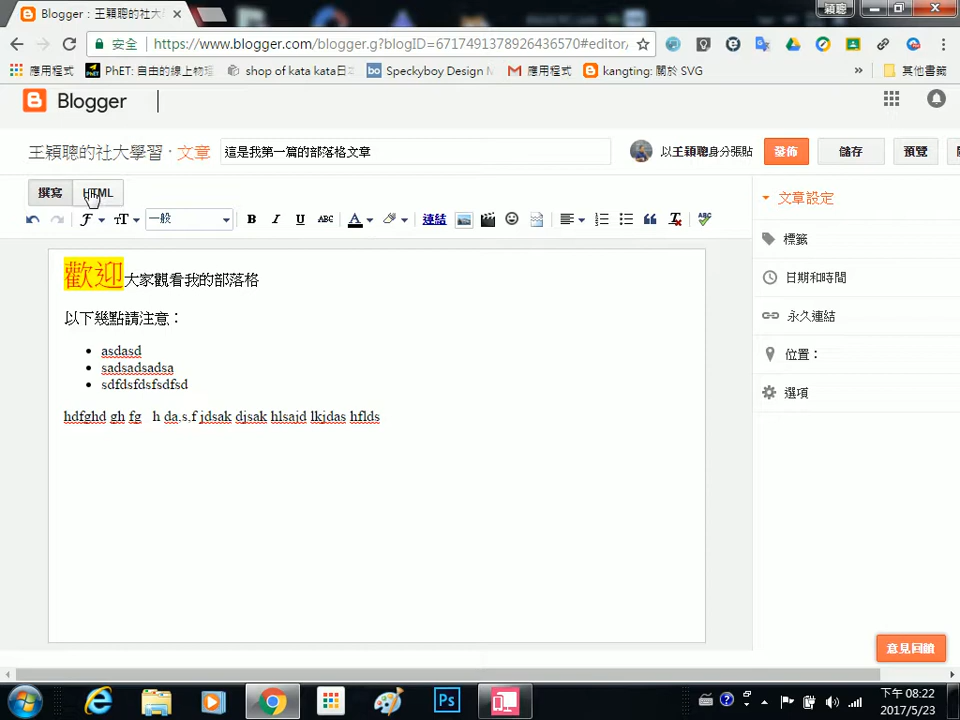 Blogger：王穎聰的社大學習
穎聰
安全 https://www.blogger.com/blogger.g?blogID=6717491378926436570#editor/
應用程式 PhET: 自由的線上物理 shop of kata kata日 Speckyboy Design M 應用程式 kangting: 關於 SVG » 其他書籤
Blogger
王穎聰的社大學習 · 文章 這是我第一篇的部落格文章 以王穎聰身分張貼 發佈 儲存 預覽
撰寫 HTML
一般 B I U ABC A 連結
文章設定
標籤
日期和時間
永久連結
位置：
選項
歡迎大家觀看我的部落格
以下幾點請注意：
asdasd
sadsadsadsa
sdfdsfdsfsdfsd
hdfghd gh fg h da,s,f jdsak djsak hlsajd lkjdas hflds
意見回饋
Ps
下午 08:22
2017/5/23